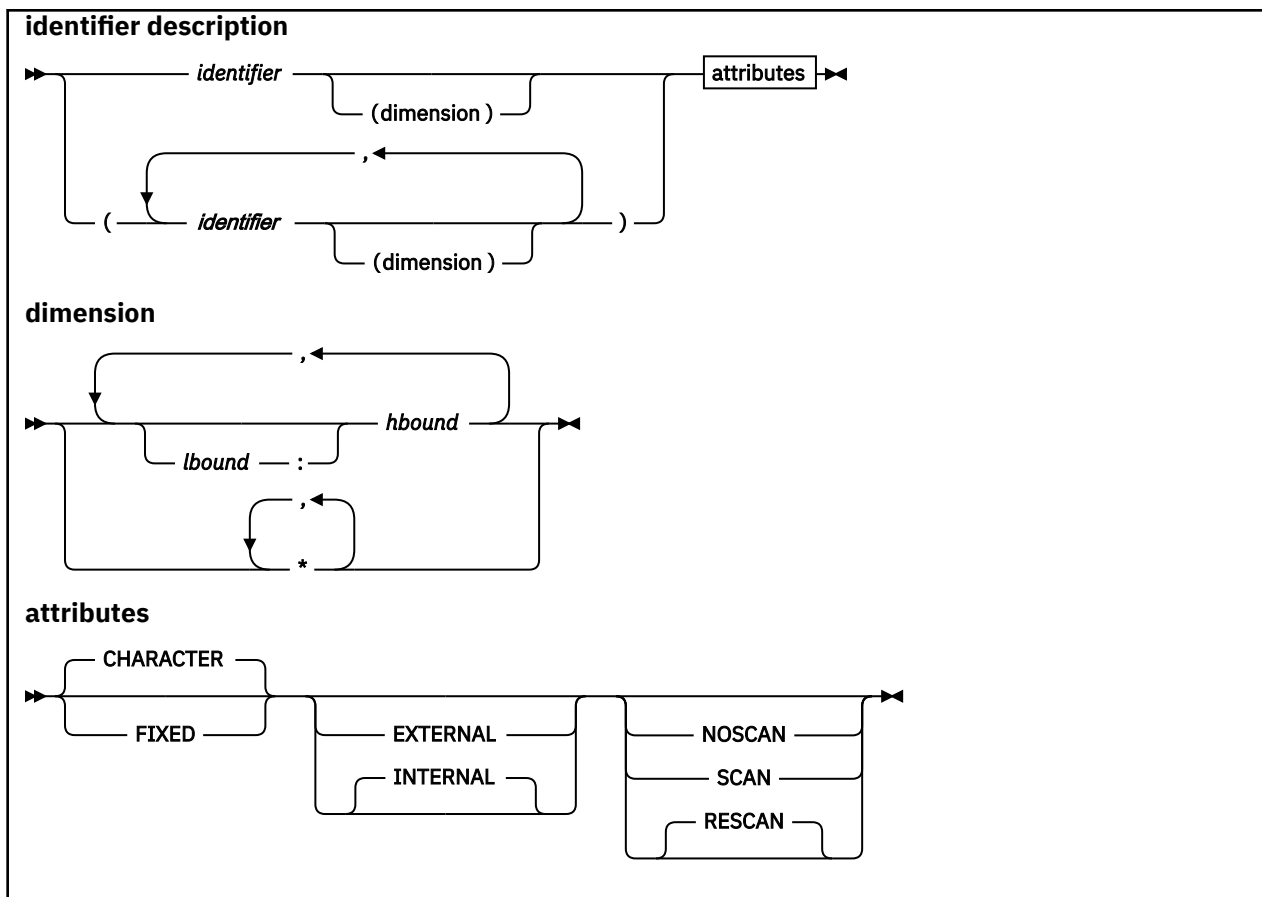 identifier description
identifier attributes
(dimension)
,
( identifier )
(dimension)
dimension
,
hbound
lbound :
,
*
attributes
CHARACTER
FIXED EXTERNAL NOSCAN
INTERNAL SCAN
RESCAN